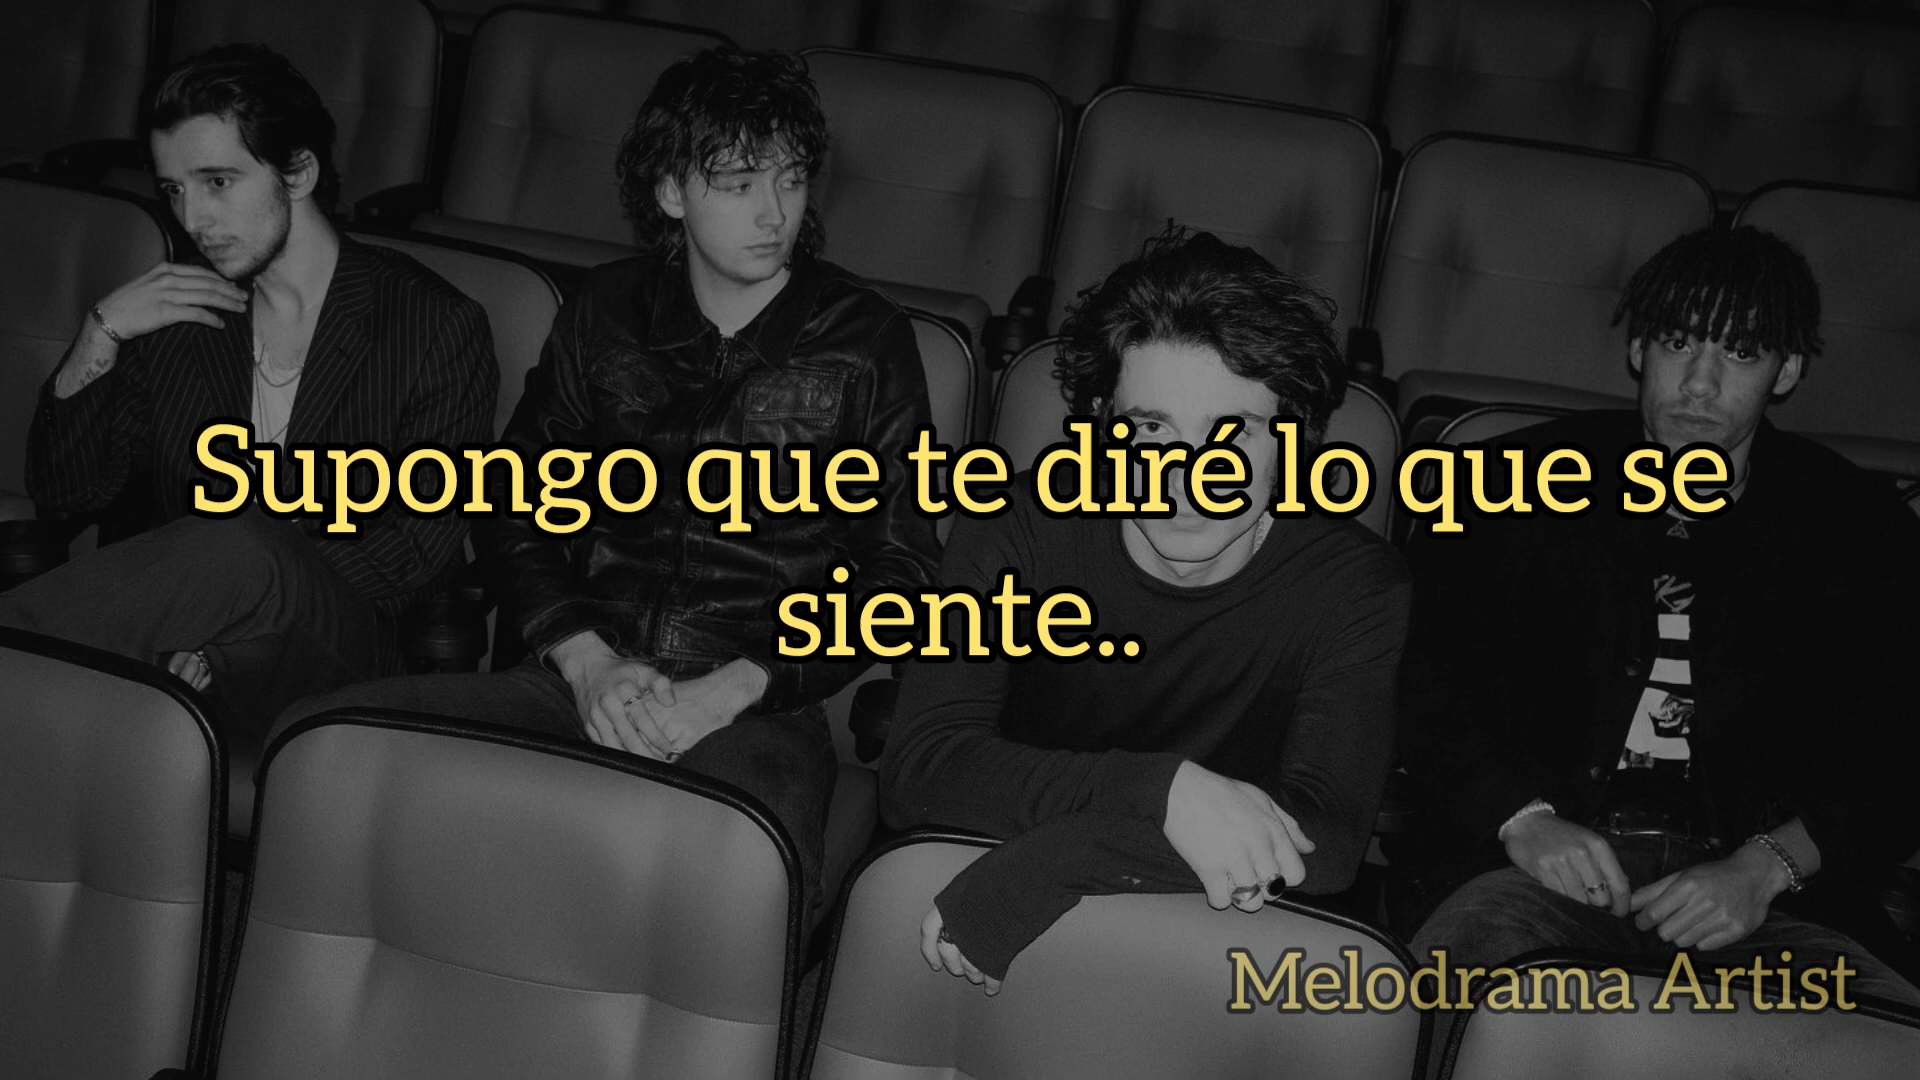 Supongo que te diré lo que se
siente..
Melodrama Artist